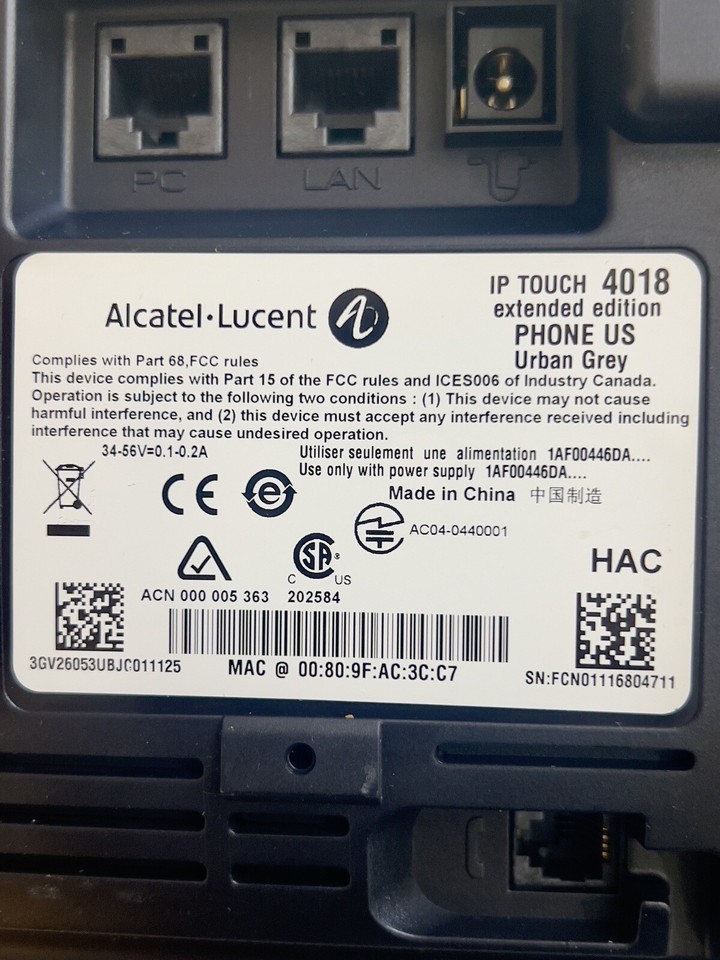 PC
LAN
Alcatel·Lucent
IP TOUCH 4018
extended edition
PHONE US
Urban Grey
Complies with Part 68,FCC rules
This device complies with Part 15 of the FCC rules and ICES006 of Industry Canada.
Operation is subject to the following two conditions : (1) This device may not cause
harmful interference, and (2) this device must accept any interference received including
interference that may cause undesired operation.
34-56V=0.1-0.2A
Utiliser seulement une alimentation 1AF00446DA....
Use only with power supply 1AF00446DA....
Made in China 中国制造
CE
e
AC04-0440001
SA®
C US
HAC
ACN 000 005 363 202584
3GV26053UBJC011125
MAC @ 00:80:9F:AC:3C:C7
SN:FCN01116804711